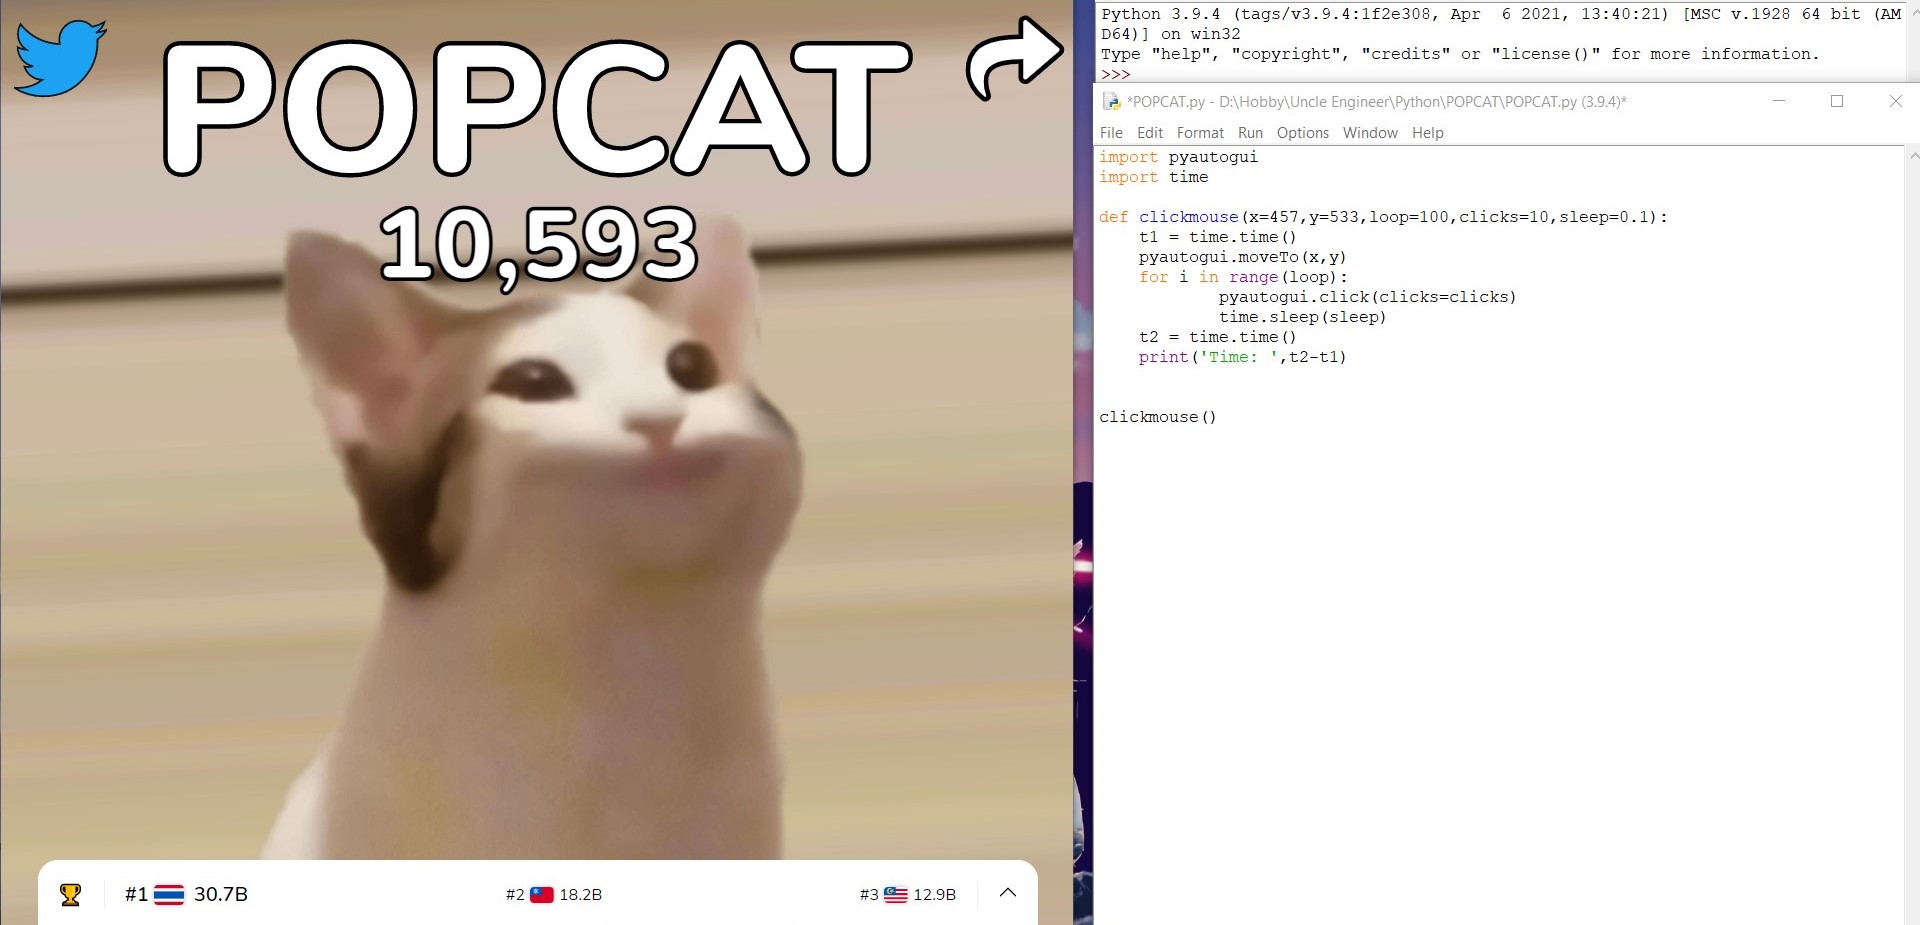 POPCAT
10,593
#1 30.7B
#2 18.2B
#3 12.9B
Python 3.9.4 (tags/v3.9.4:1f2e308, Apr  6 2021, 13:40:21) [MSC v.1928 64 bit (AM
D64)] on win32
Type "help", "copyright", "credits" or "license()" for more information.
>>>
*POPCAT.py - D:\Hobby\Uncle Engineer\Python\POPCAT\POPCAT.py (3.9.4)*
File Edit Format Run Options Window Help
import pyautogui
import time
def clickmouse(x=457,y=533,loop=100,clicks=10,sleep=0.1):
    t1 = time.time()
    pyautogui.moveTo(x,y)
    for i in range(loop):
            pyautogui.click(clicks=clicks)
            time.sleep(sleep)
    t2 = time.time()
    print('Time: ',t2-t1)
clickmouse()